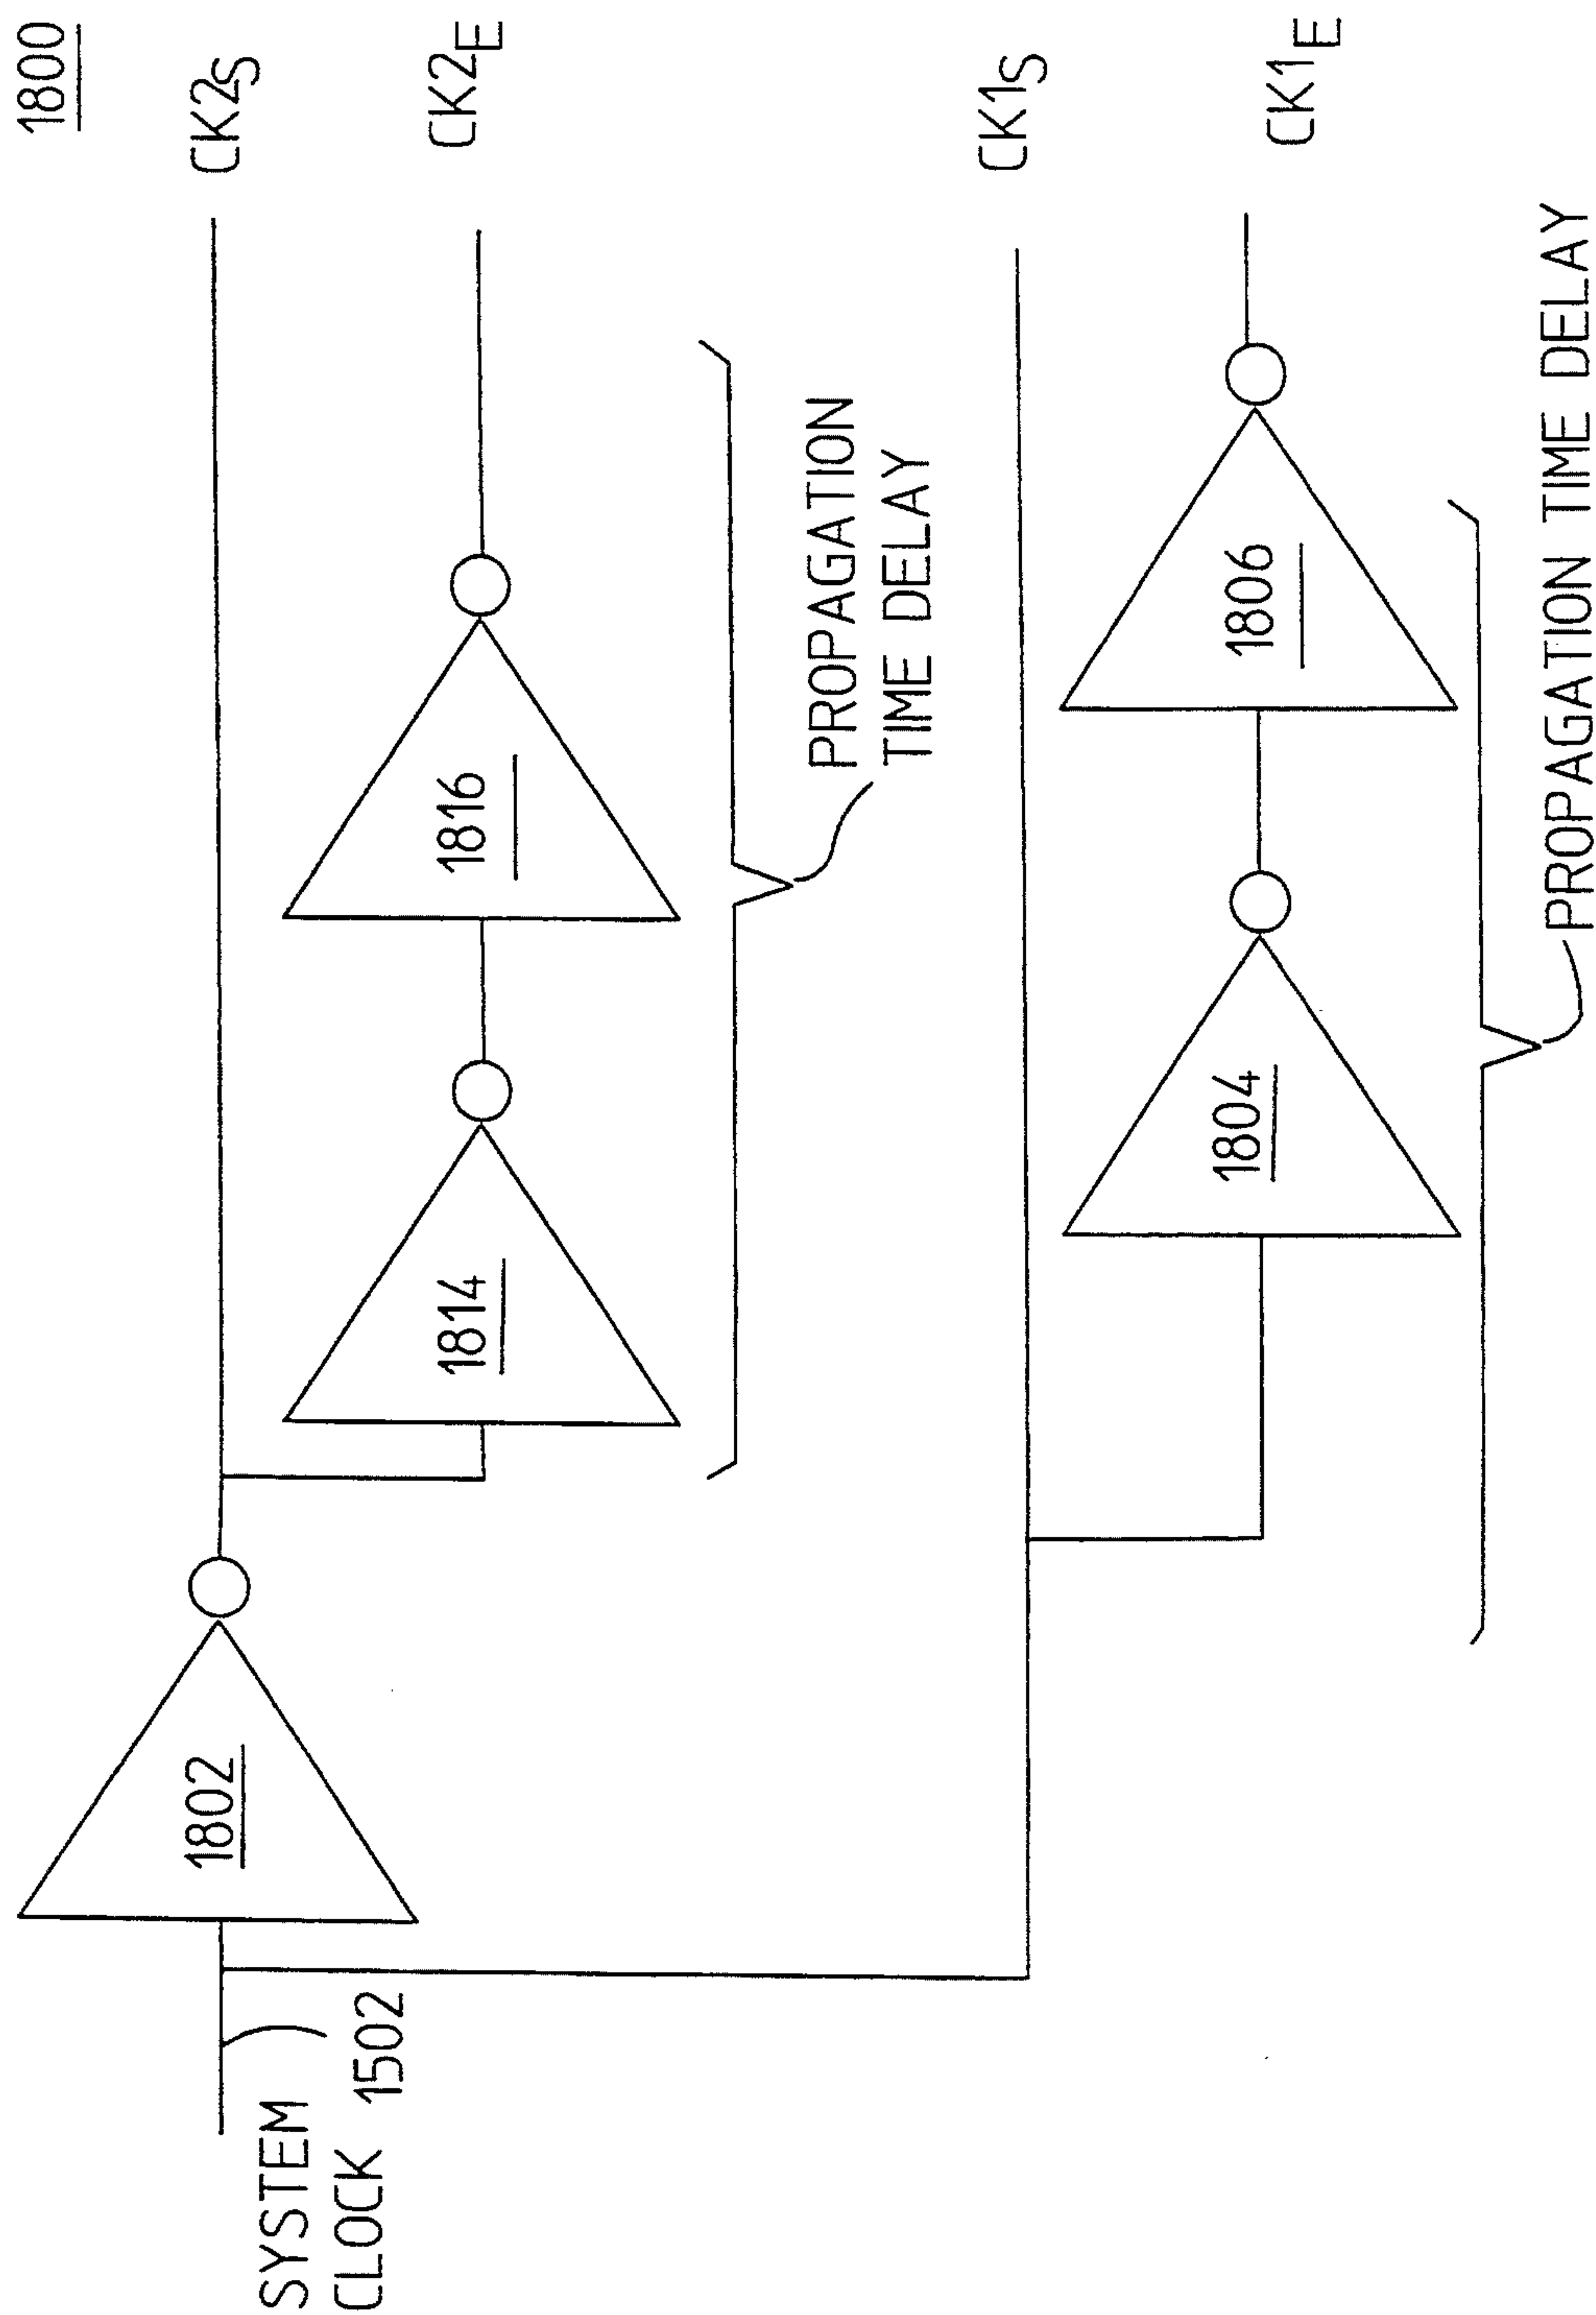 1800
CK2S
CK2E
1802
1814
1816
PROPAGATION
TIME DELAY
SYSTEM
CLOCK 1502
CK1S
CK1E
1804
1806
PROPAGATION TIME DELAY